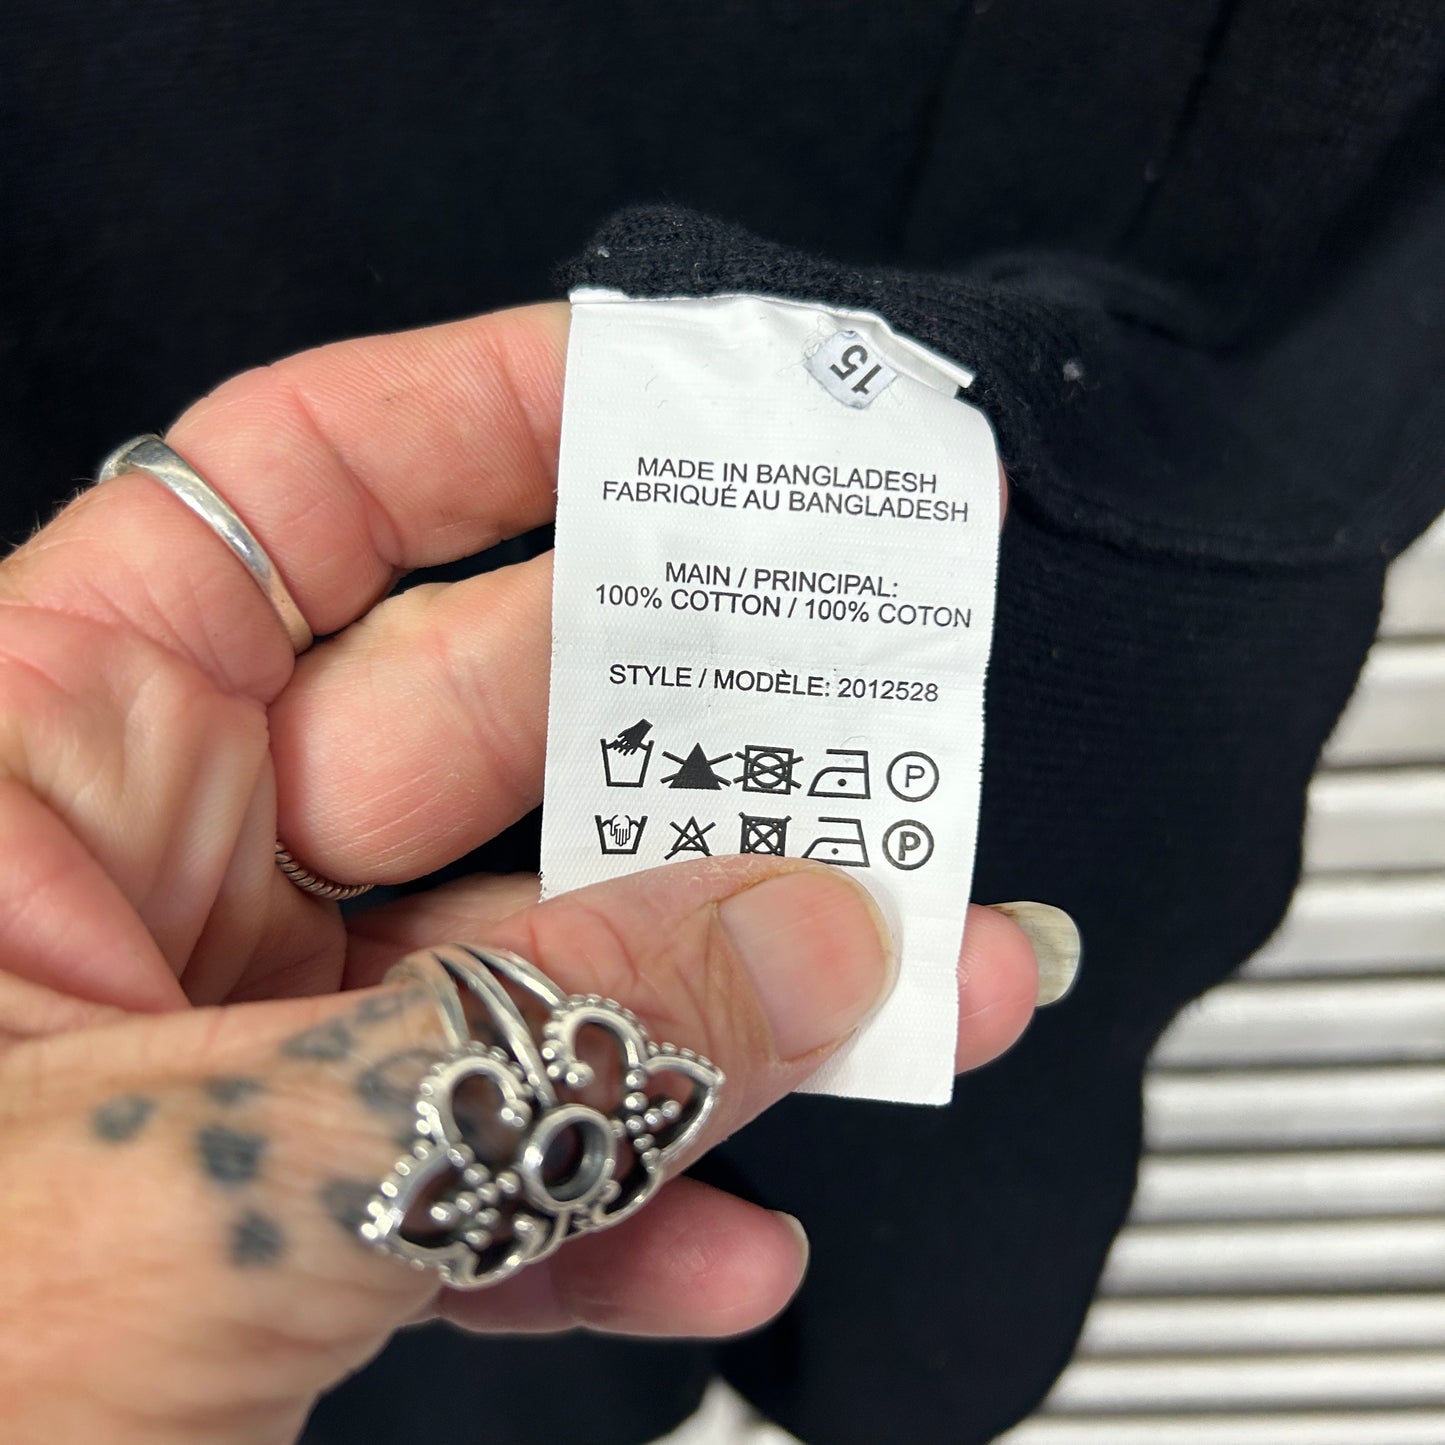 15
MADE IN BANGLADESH
FABRIQUÉ AU BANGLADESH
MAIN / PRINCIPAL:
100% COTTON / 100% COTON
STYLE / MODÈLE: 2012528
P
P